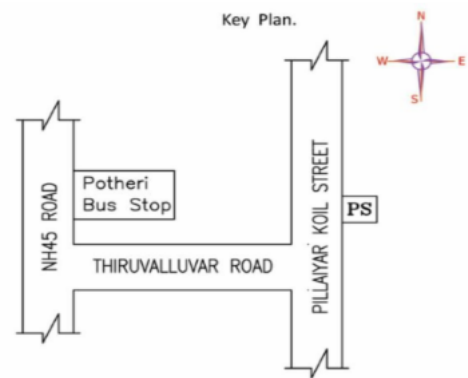 Key Plan.
N
W
E
S
Potheri
Bus Stop
NH45 ROAD
THIRUVALLUVAR ROAD
PILLAIYAR KOIL STREET
PS